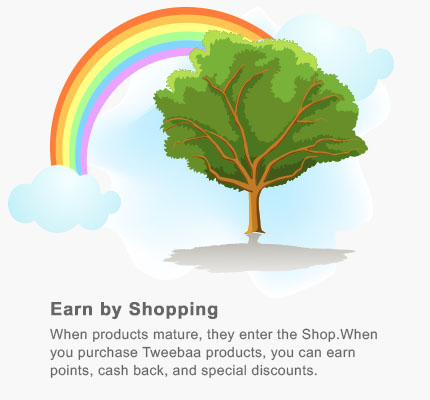 Earn by Shopping
When products mature, they enter the Shop.When
you purchase Tweebaa products, you can earn
points, cash back, and special discounts.